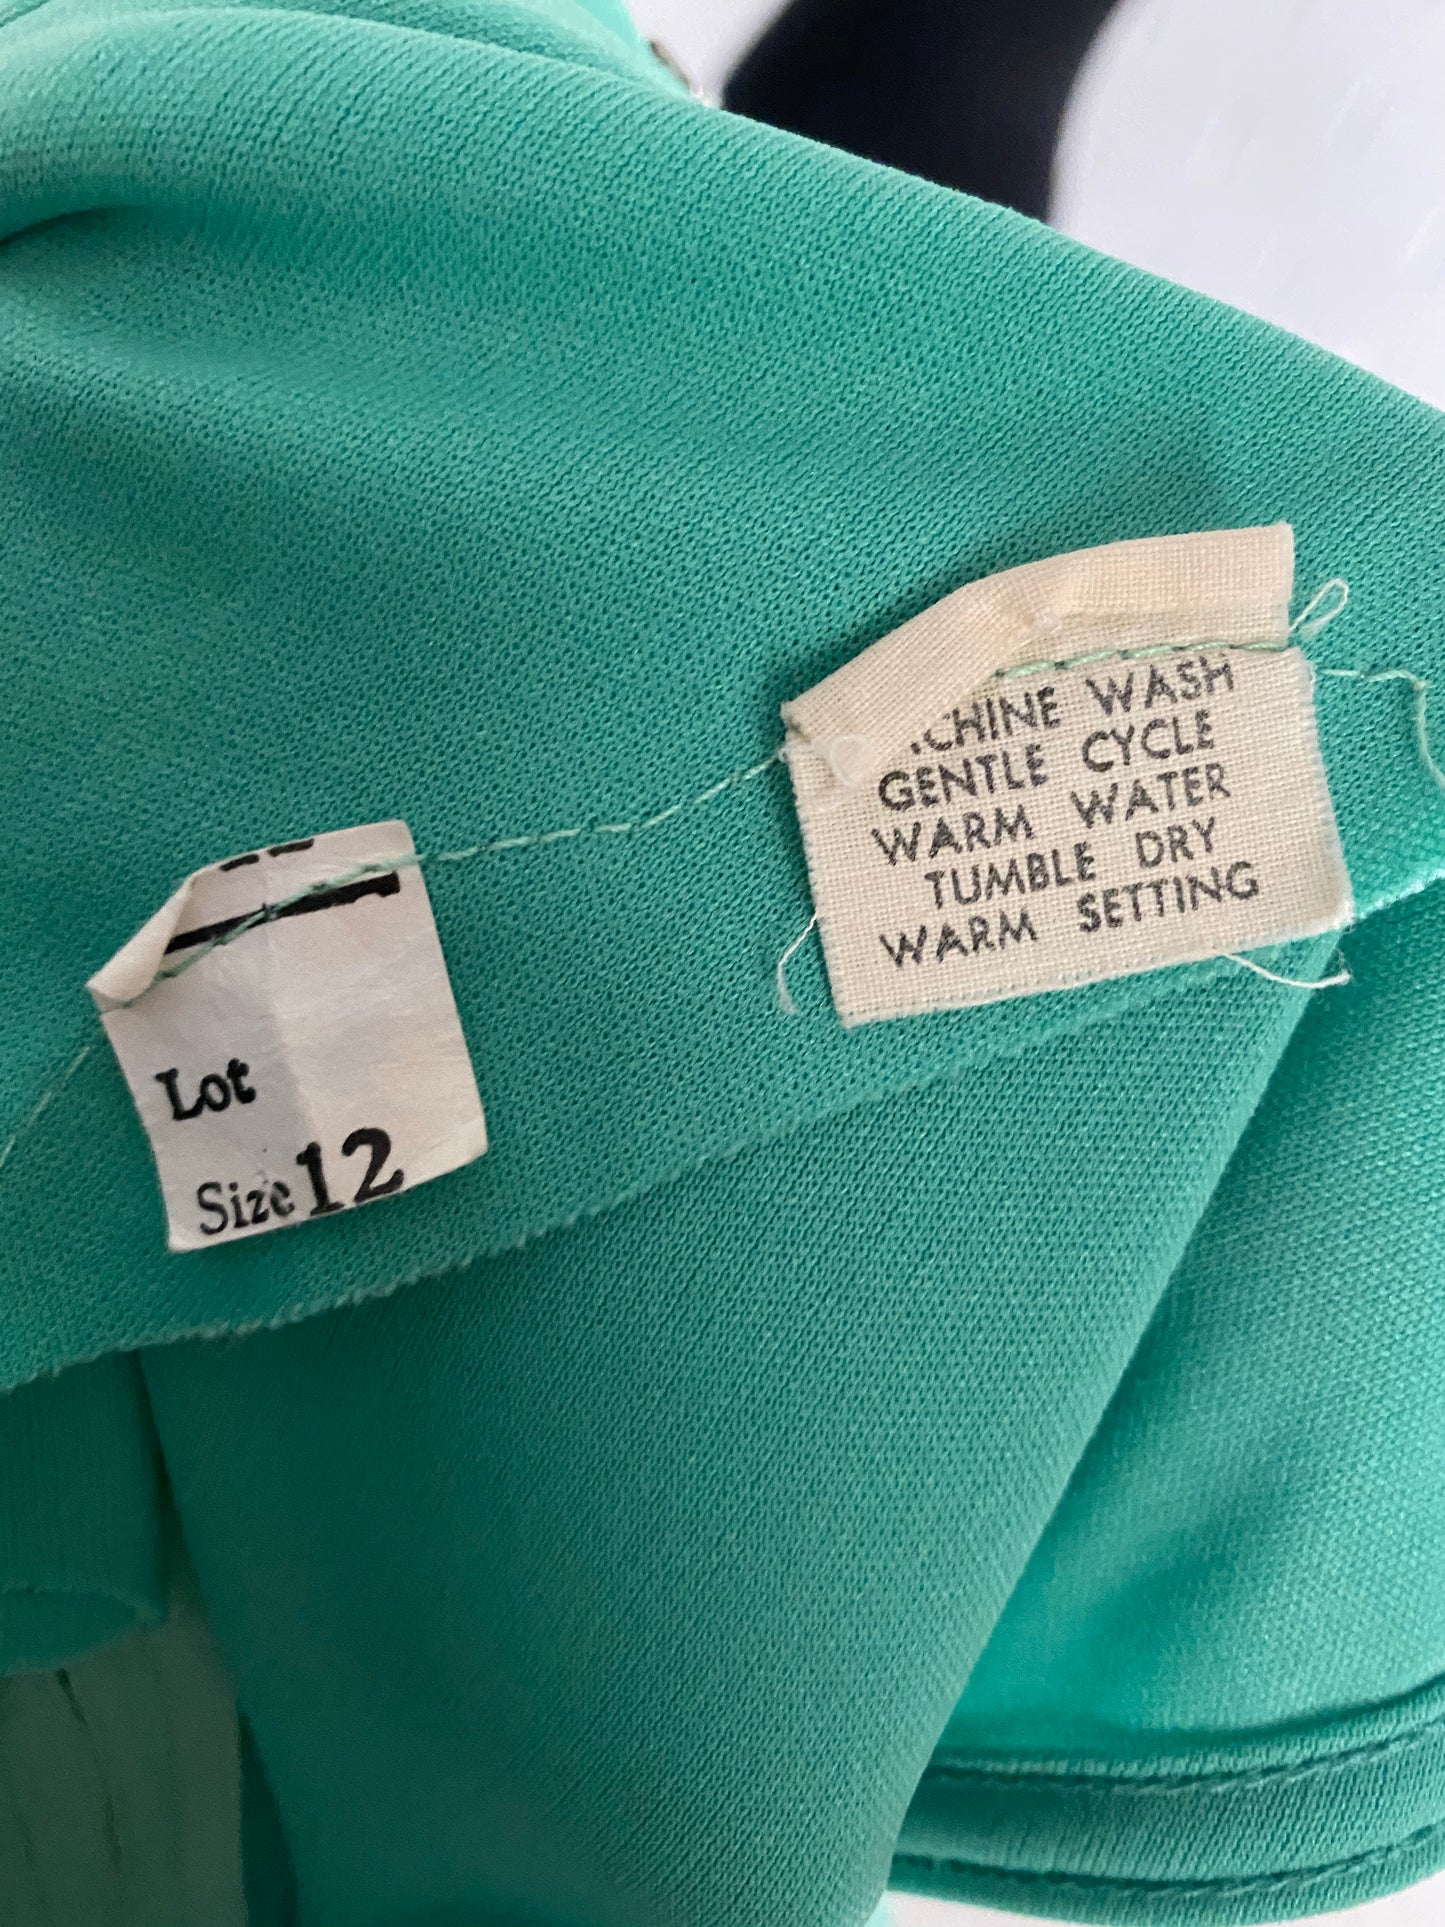 Lot
Size 12
CHINE WASH
GENTLE CYCLE
WARM WATER
TUMBLE DRY
WARM SETTING